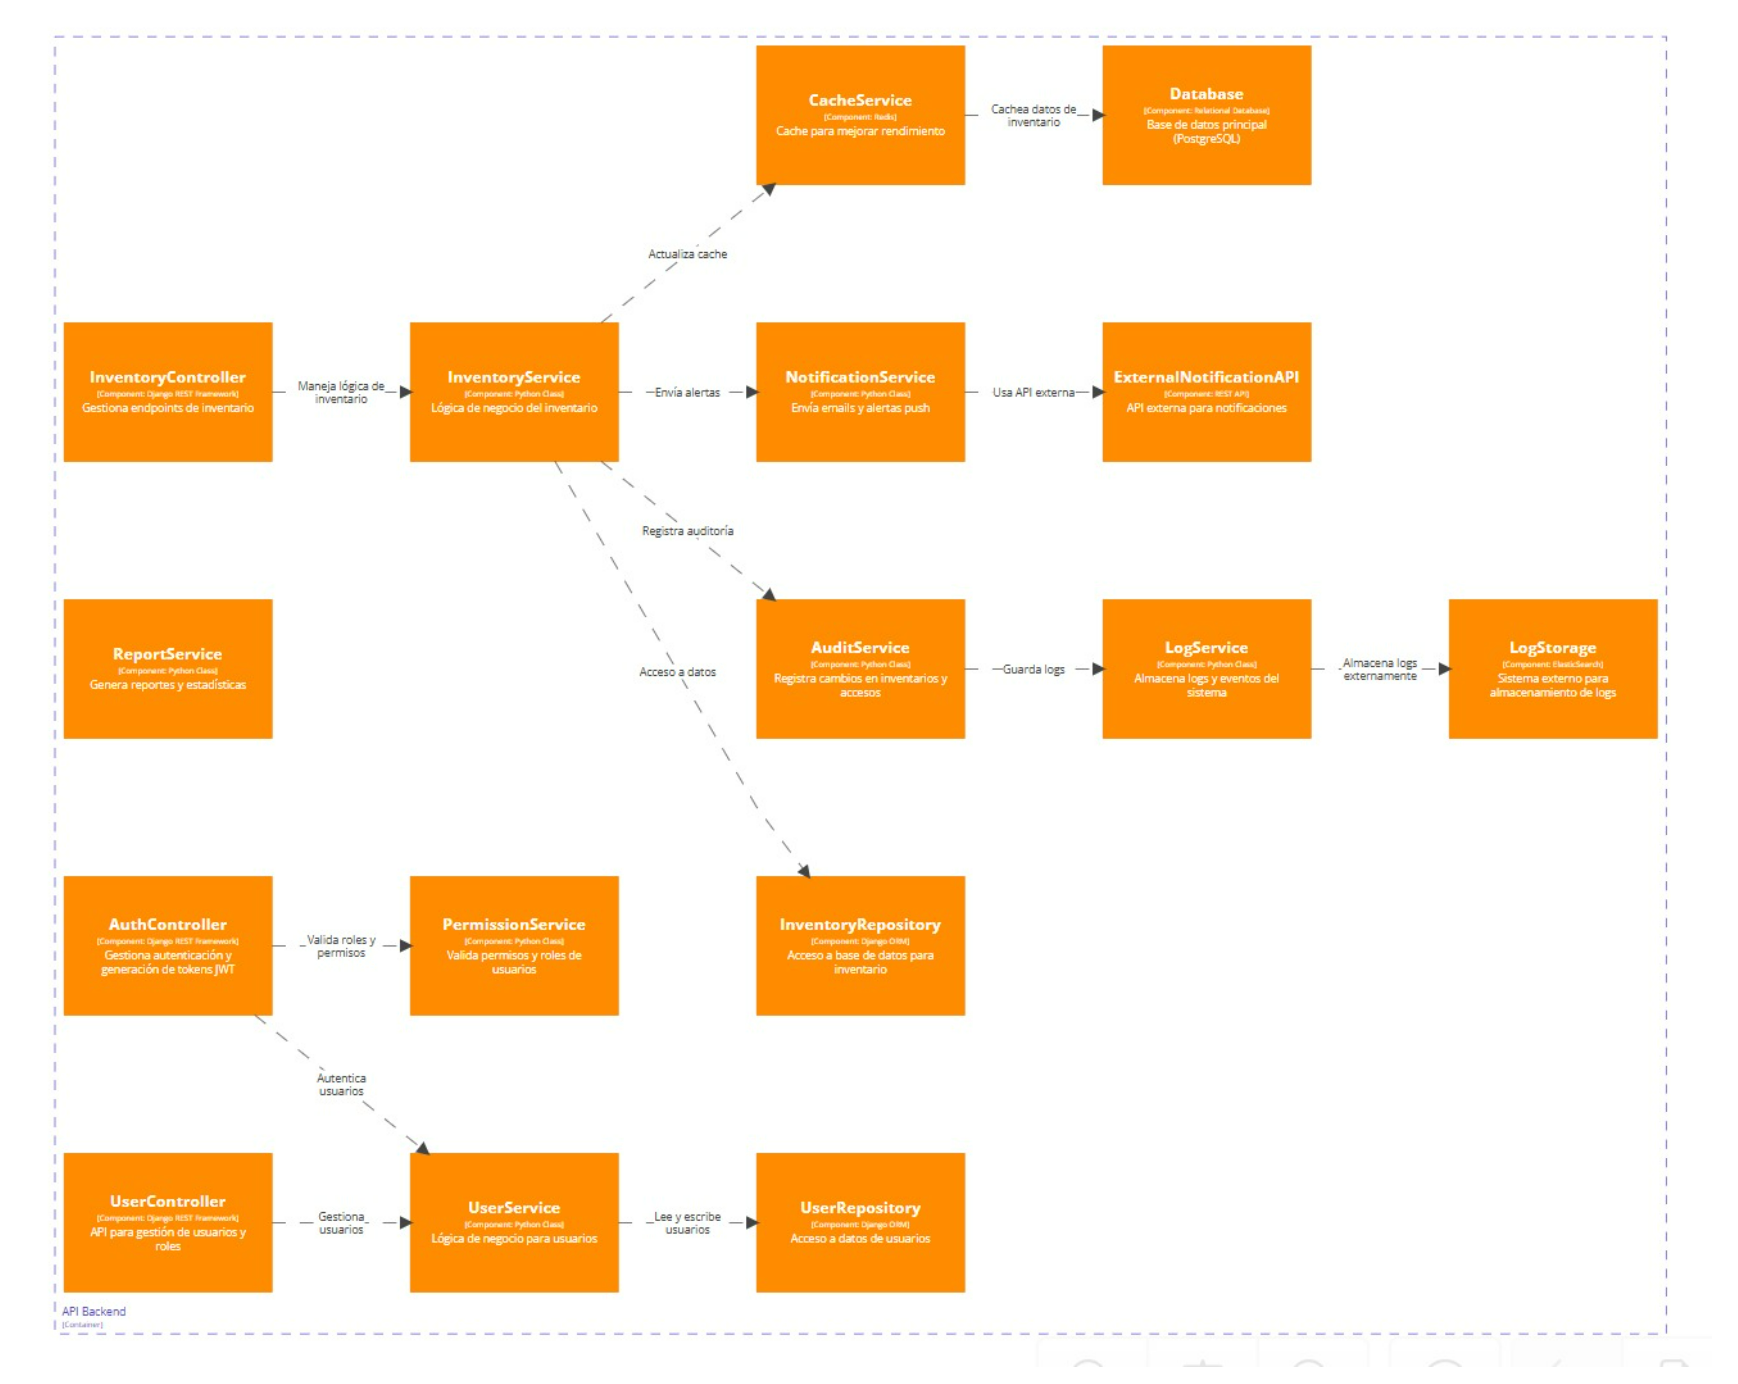 CacheService
[Component: Redis]
Cache para mejorar rendimiento
Cachea datos de
inventario
Database
[Component: Relational Database]
Base de datos principal
(PostgreSQL)
Actualiza cache
InventoryController
[Component: Django REST Framework]
Gestiona endpoints de inventario
Maneja lógica de
inventario
InventoryService
[Component: Python Class]
Lógica de negocio del inventario
Envía alertas
NotificationService
[Component: Python Class]
Envía emails y alertas push
Usa API externa
ExternalNotificationAPI
[Component: REST API]
API externa para notificaciones
Registra auditoría
ReportService
[Component: Python Class]
Genera reportes y estadísticas
Acceso a datos
AuditService
[Component: Python Class]
Registra cambios en inventarios y
accesos
Guarda logs
LogService
[Component: Python Class]
Almacena logs y eventos del
sistema
Almacena logs
externamente
LogStorage
[Component: ElasticSearch]
Sistema externo para
almacenamiento de logs
AuthController
[Component: Django REST Framework]
Gestiona autenticación y
generación de tokens JWT
Valida roles y
permisos
PermissionService
[Component: Python Class]
Valida permisos y roles de
usuarios
InventoryRepository
[Component: Django ORM]
Acceso a base de datos para
inventario
Autentica
usuarios
UserController
[Component: Django REST Framework]
API para gestión de usuarios y
roles
Gestiona
usuarios
UserService
[Component: Python Class]
Lógica de negocio para usuarios
Lee y escribe
usuarios
UserRepository
[Component: Django ORM]
Acceso a datos de usuarios
API Backend
[Container]